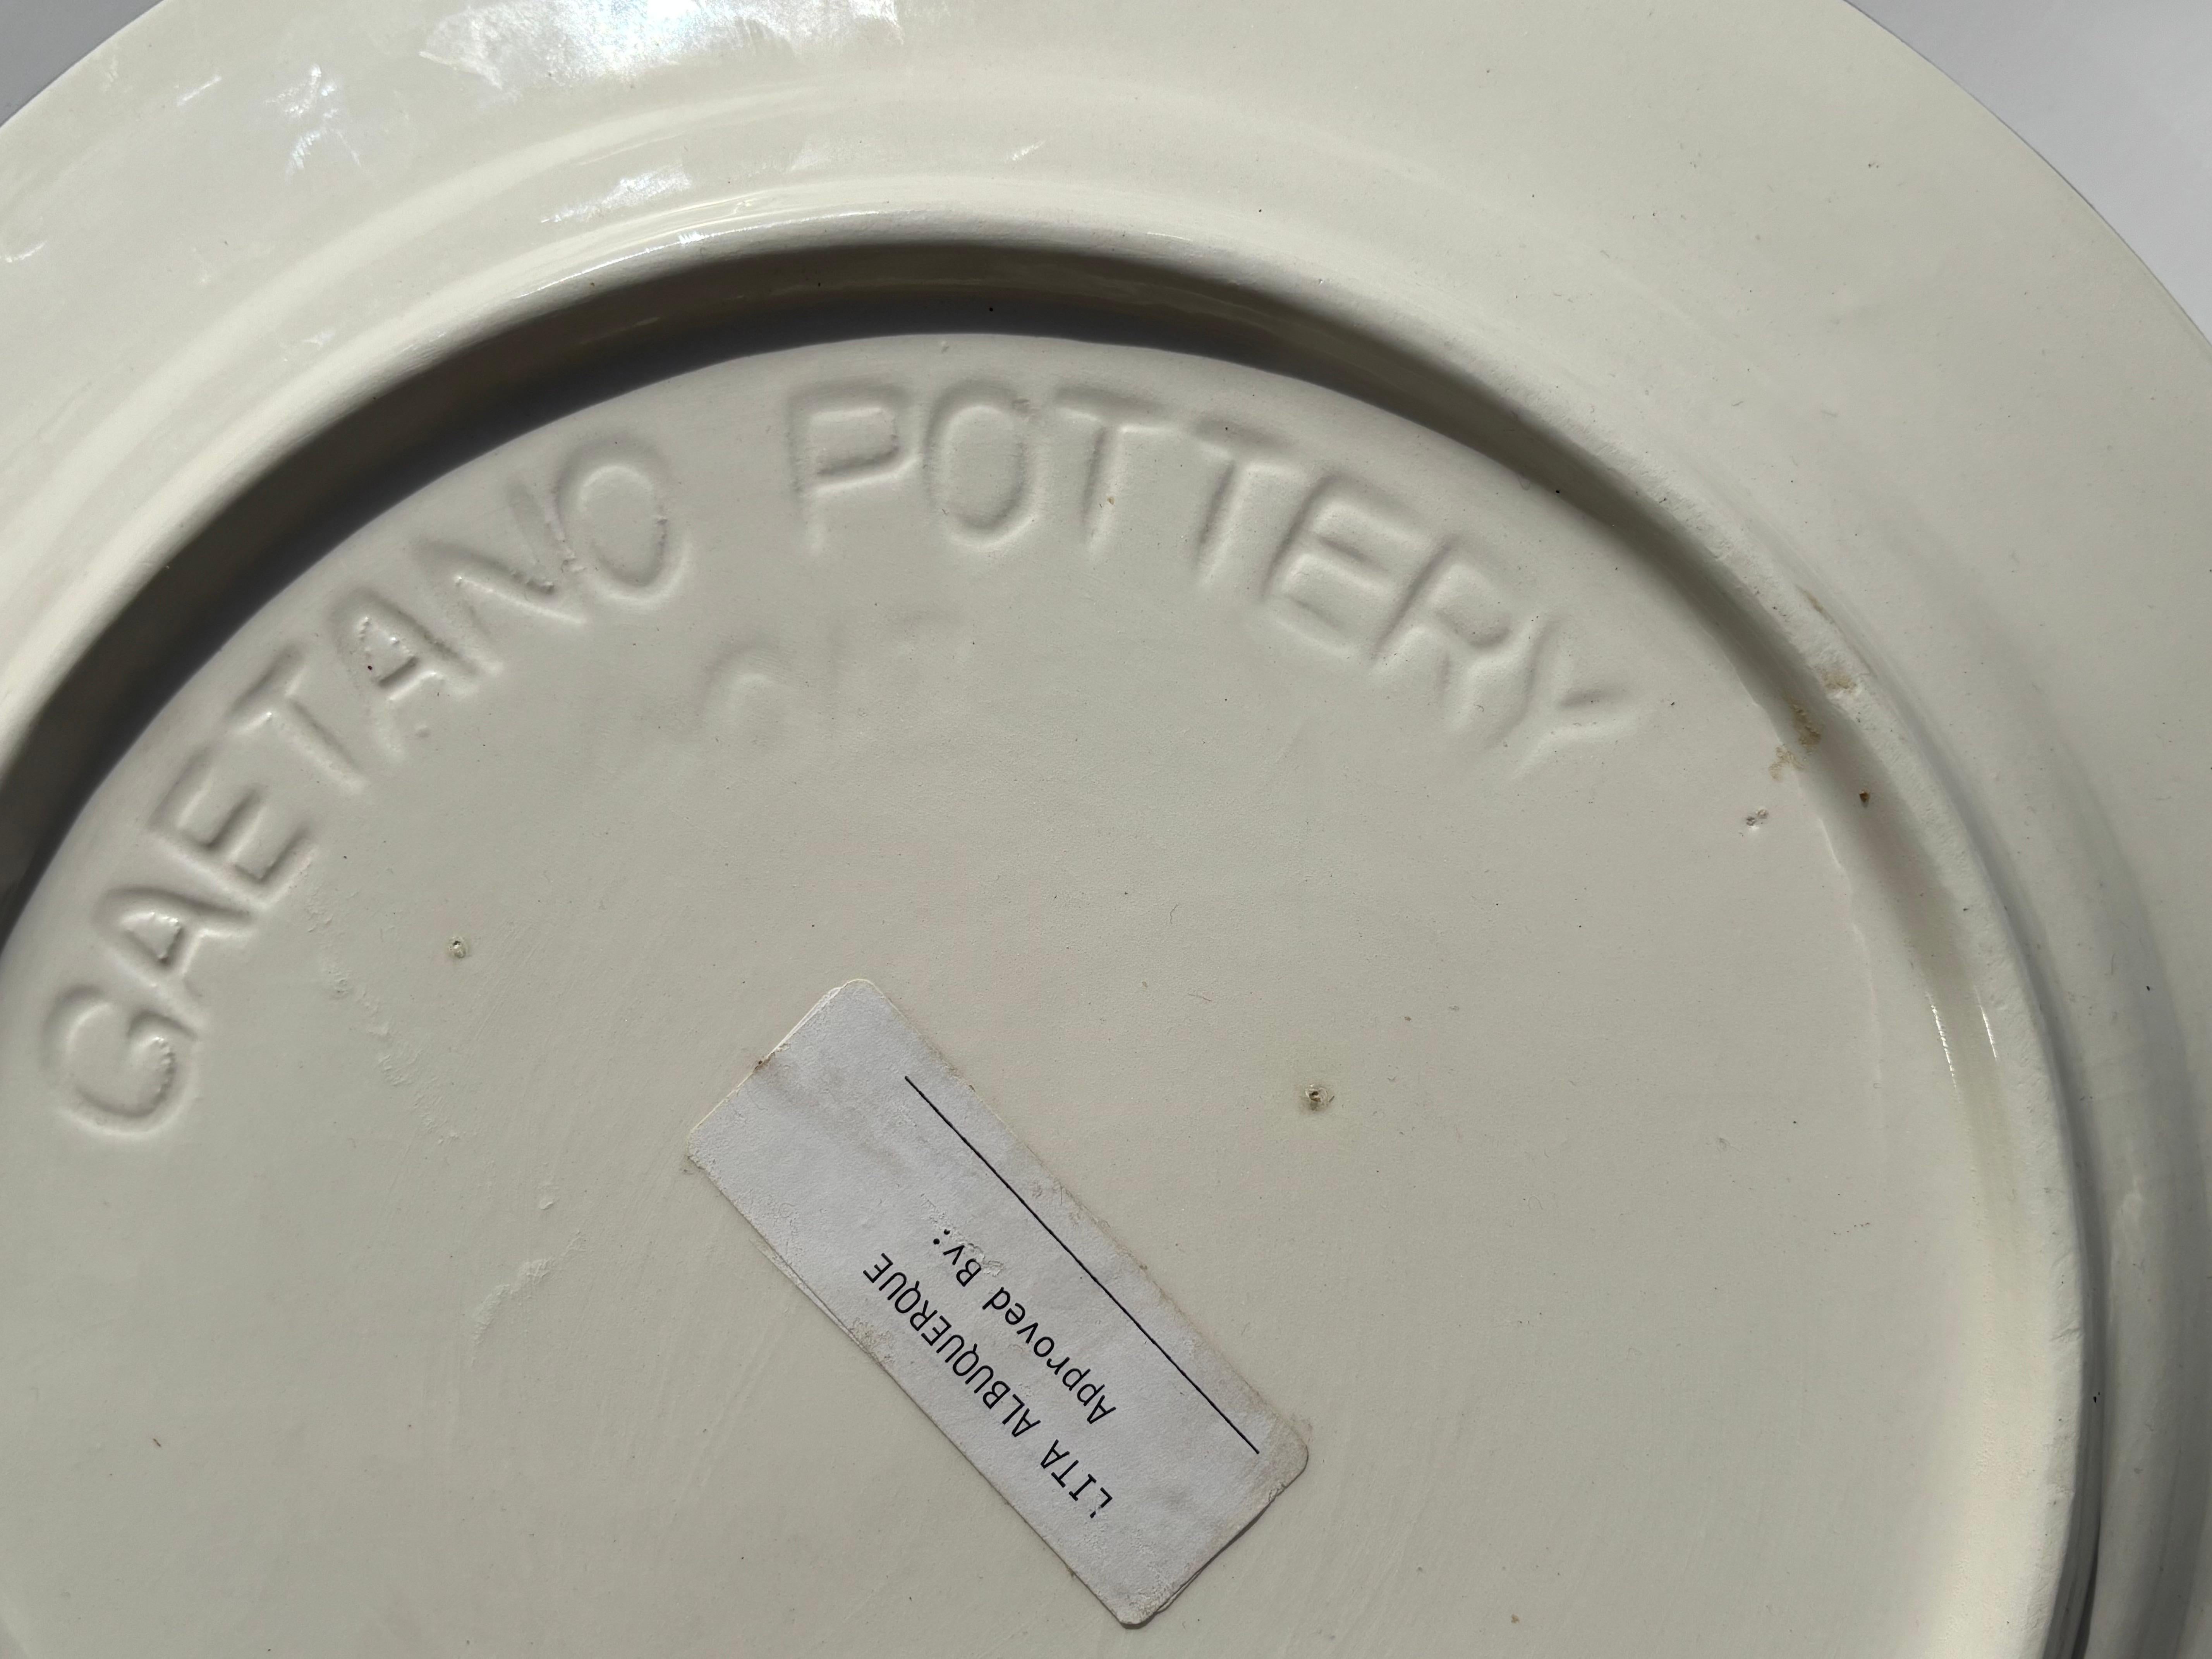 GAETANO POTTERY
LITA ALBUQUERQUE
Approved By: